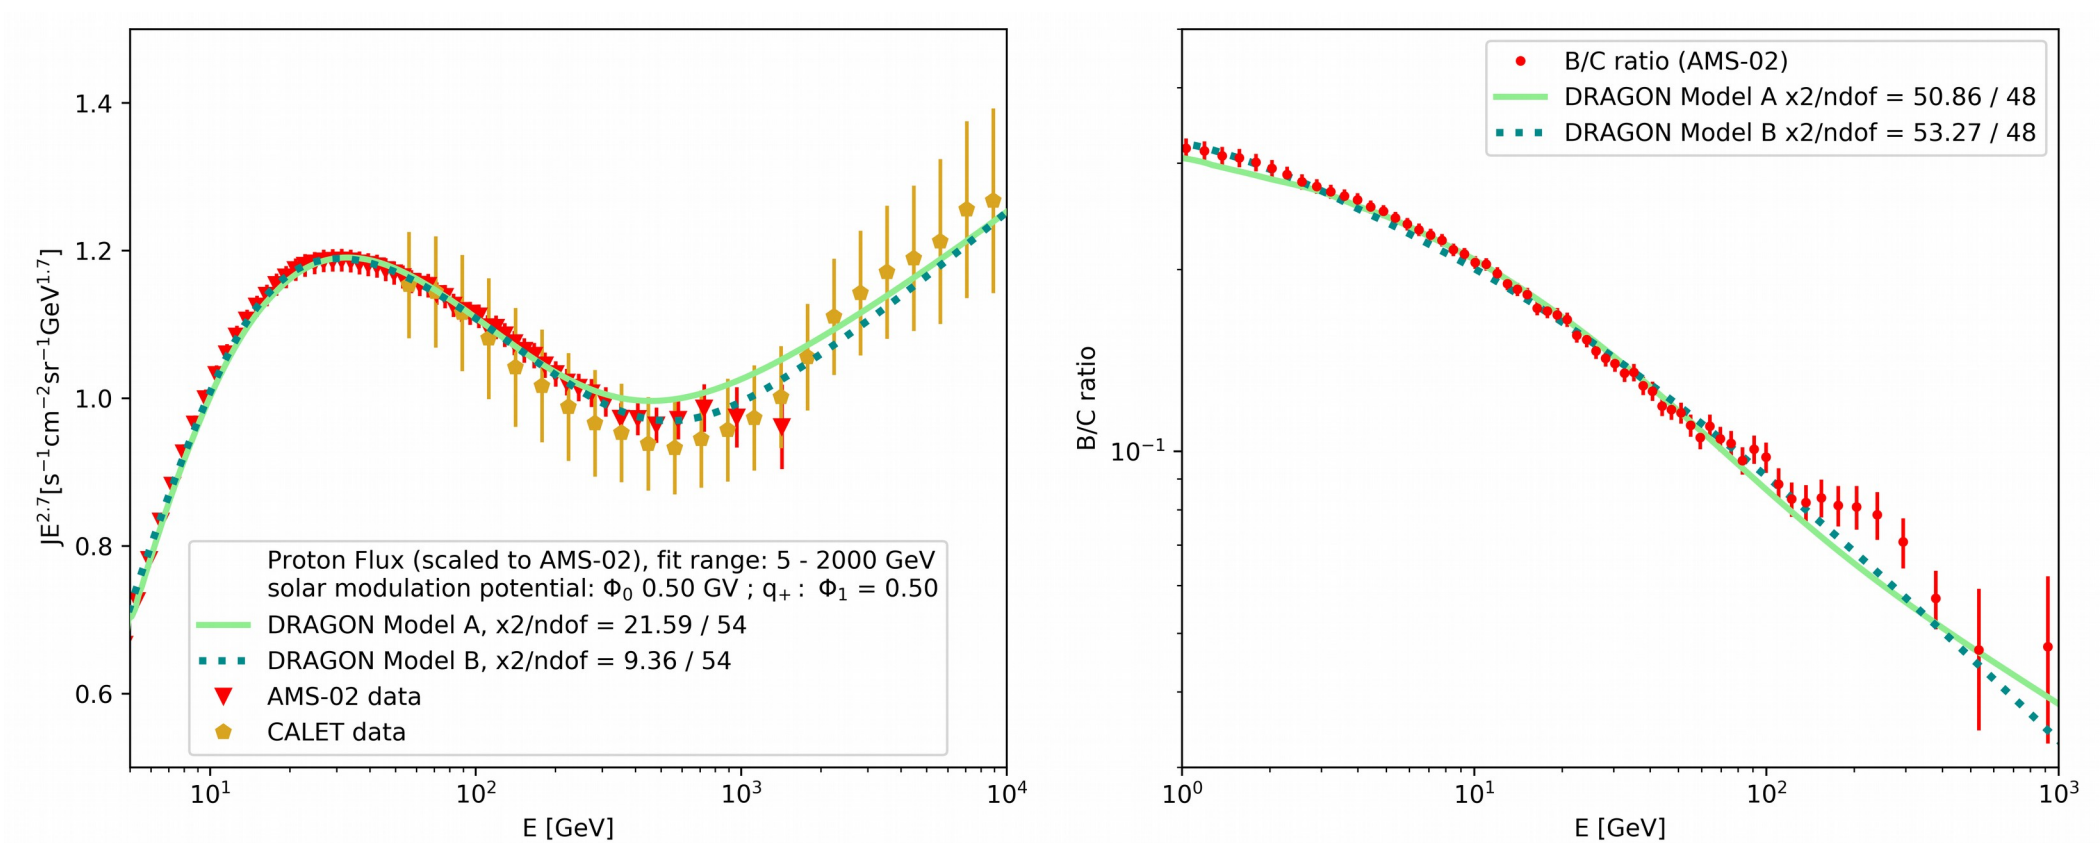 1.4
1.2
1.0
0.8
0.6
JE^2.7[s^−1cm^−2sr^−1GeV^1.7]
Proton Flux (scaled to AMS-02), fit range: 5 - 2000 GeV
solar modulation potential: Φ₀ 0.50 GV ; q₊ : Φ₁ = 0.50
DRAGON Model A, x2/ndof = 21.59 / 54
DRAGON Model B, x2/ndof = 9.36 / 54
AMS-02 data
CALET data
10^1 10^2 10^3 10^4
E [GeV]
B/C ratio (AMS-02)
DRAGON Model A x2/ndof = 50.86 / 48
DRAGON Model B x2/ndof = 53.27 / 48
B/C ratio
10^−1
10^0 10^1 10^2 10^3
E [GeV]